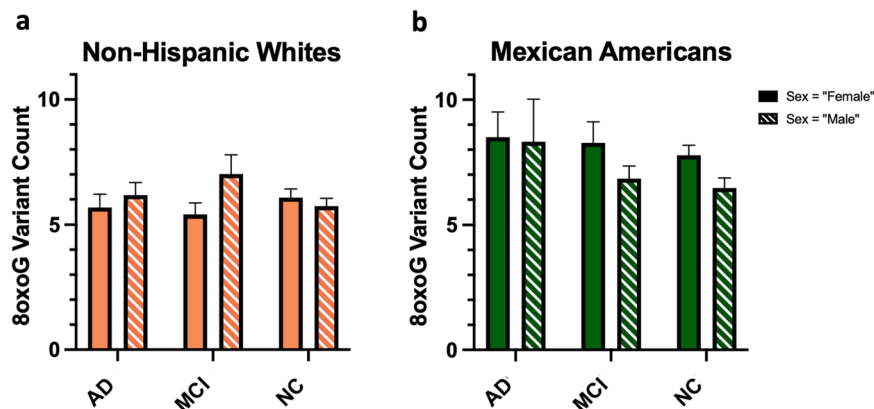 a
Non-Hispanic Whites
8oxoG Variant Count
10
5
0
AD
MCI
NC
b
Mexican Americans
8oxoG Variant Count
10
5
0
AD
MCI
NC
Sex = "Female"
Sex = "Male"